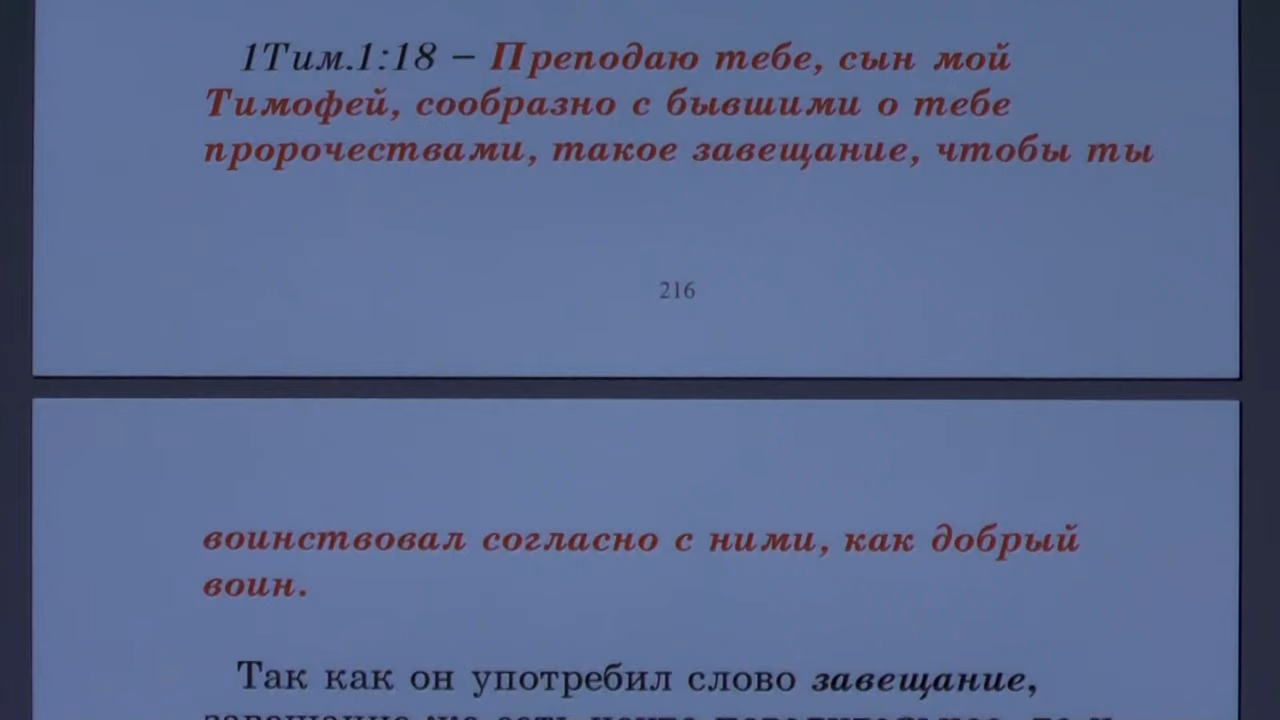 1Тим.1:18 – Преподаю тебе, сын мой
Тимофей, сообразно с бывшими о тебе
пророчествами, такое завещание, чтобы ты
216
воинствовал согласно с ними, как добрый
воин.
Так как он употребил слово завещание,